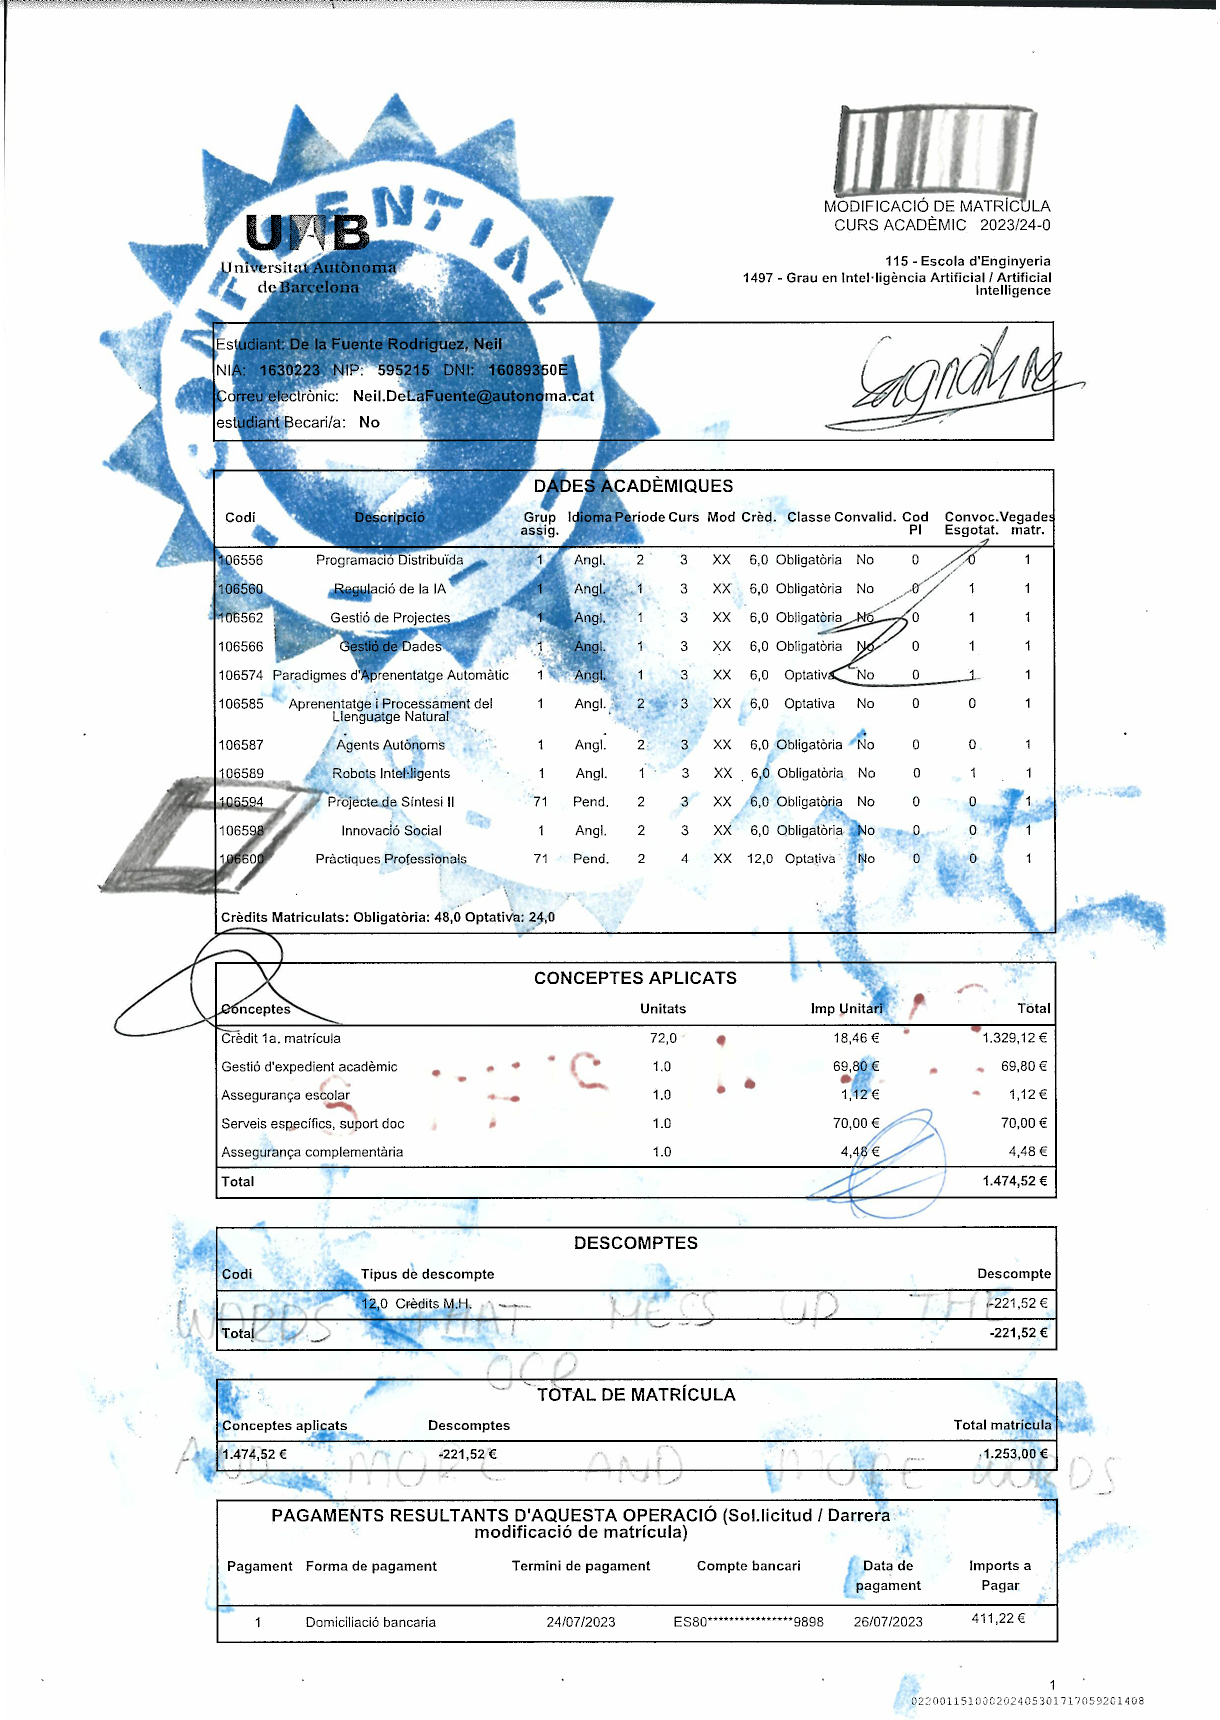 CONFIDENTIAL
UAB
Universitat Autònoma
de Barcelona
MODIFICACIÓ DE MATRÍCULA
CURS ACADÈMIC 2023/24-0
115 - Escola d'Enginyeria
1497 - Grau en Intel·ligència Artificial / Artificial
Intelligence
Estudiant: De la Fuente Rodríguez, Neil
NIA: 1630223 NIP: 595215 DNI: 16089350E
Correu electrònic: Neil.DeLaFuente@autonoma.cat
estudiant Becari/a: No
Signature
DADES ACADÈMIQUES
Codi Descripció Grup assig. Idioma Període Curs Mod Crèd. Classe Convalid. Cod PI Convoc. Esgotat. Vegades matr.
106556 Programació Distribuïda 1 Angl. 2 3 XX 6,0 Obligatòria No 0 0 1
106560 Regulació de la IA 1 Angl. 1 3 XX 6,0 Obligatòria No 0 1 1
106562 Gestió de Projectes 1 Angl. 1 3 XX 6,0 Obligatòria No 0 1 1
106566 Gestió de Dades 1 Angl. 1 3 XX 6,0 Obligatòria No 0 1 1
106574 Paradigmes d'Aprenentatge Automàtic 1 Angl. 1 3 XX 6,0 Optativa No 0 1 1
106585 Aprenentatge i Processament del 1 Angl. 2 3 XX 6,0 Optativa No 0 0 1
Llenguatge Natural
106587 Agents Autònoms 1 Angl. 2 3 XX 6,0 Obligatòria No 0 0 1
106589 Robots Intel·ligents 1 Angl. 1 3 XX 6,0 Obligatòria No 0 1 1
106594 Projecte de Síntesi II 71 Pend. 2 3 XX 6,0 Obligatòria No 0 0 1
106598 Innovació Social 1 Angl. 2 3 XX 6,0 Obligatòria No 0 0 1
106600 Pràctiques Professionals 71 Pend. 2 4 XX 12,0 Optativa No 0 0 1
Crèdits Matriculats: Obligatòria: 48,0 Optativa: 24,0
CONCEPTES APLICATS
Conceptes Unitats Imp Unitari Total
Crèdit 1a. matrícula 72,0 18,46 € 1.329,12 €
Gestió d'expedient acadèmic 1.0 69,80 € 69,80 €
Assegurança escolar 1.0 1,12 € 1,12 €
Serveis específics, suport doc 1.0 70,00 € 70,00 €
Assegurança complementària 1.0 4,48 € 4,48 €
Total 1.474,52 €
DESCOMPTES
Codi Tipus de descompte Descompte
12,0 Crèdits M.H. -221,52 €
WORDS THAT MESS UP THE
Total -221,52 €
OCR
TOTAL DE MATRÍCULA
Conceptes aplicats Descomptes Total matrícula
1.474,52 € -221,52 € 1.253,00 €
AND MORE AND MORE WORDS
PAGAMENTS RESULTANTS D'AQUESTA OPERACIÓ (Sol.licitud / Darrera
modificació de matrícula)
Pagament Forma de pagament Termini de pagament Compte bancari Data de pagament Imports a Pagar
1 Domiciliació bancaria 24/07/2023 ES80****************9898 26/07/2023 411,22 €
1
022001151000202405301717059201408